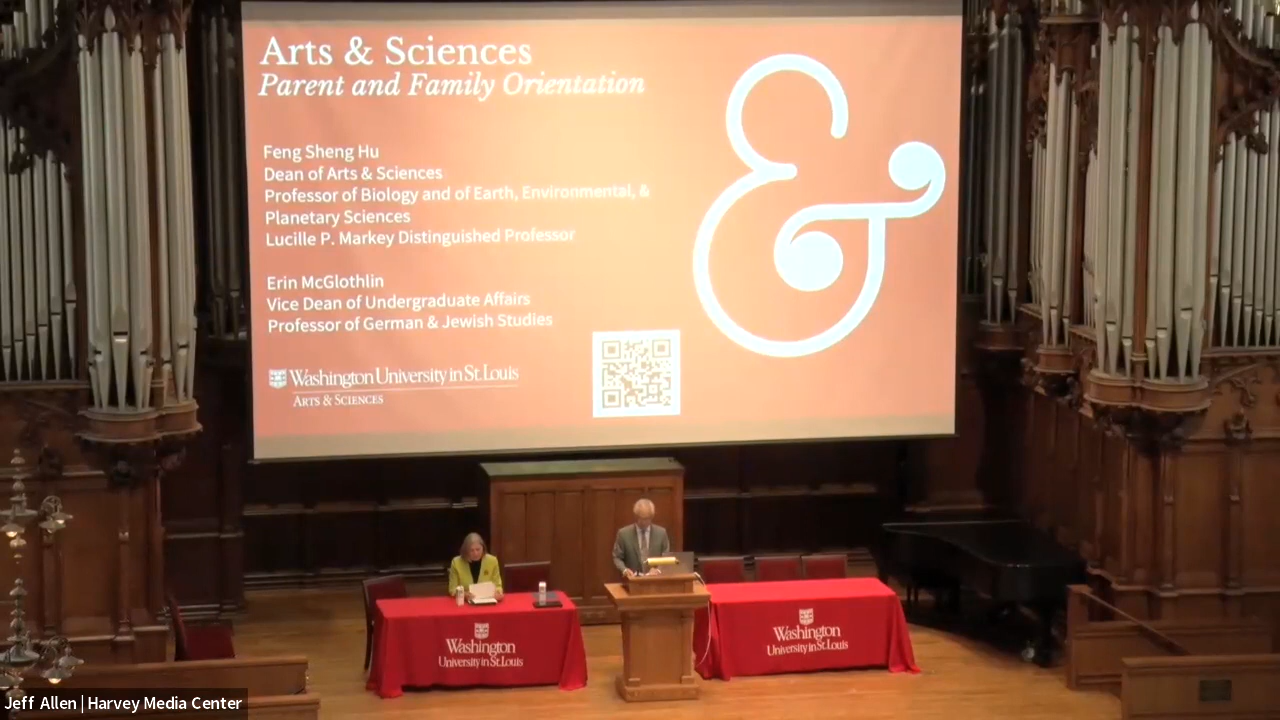 Arts & Sciences
Parent and Family Orientation
Feng Sheng Hu
Dean of Arts & Sciences
Professor of Biology and of Earth, Environmental, &
Planetary Sciences
Lucille P. Markey Distinguished Professor
Erin McGlothlin
Vice Dean of Undergraduate Affairs
Professor of German & Jewish Studies
&
Washington University in St. Louis
ARTS & SCIENCES
Washington
University in St. Louis
Washington
University in St. Louis
Jeff Allen | Harvey Media Center